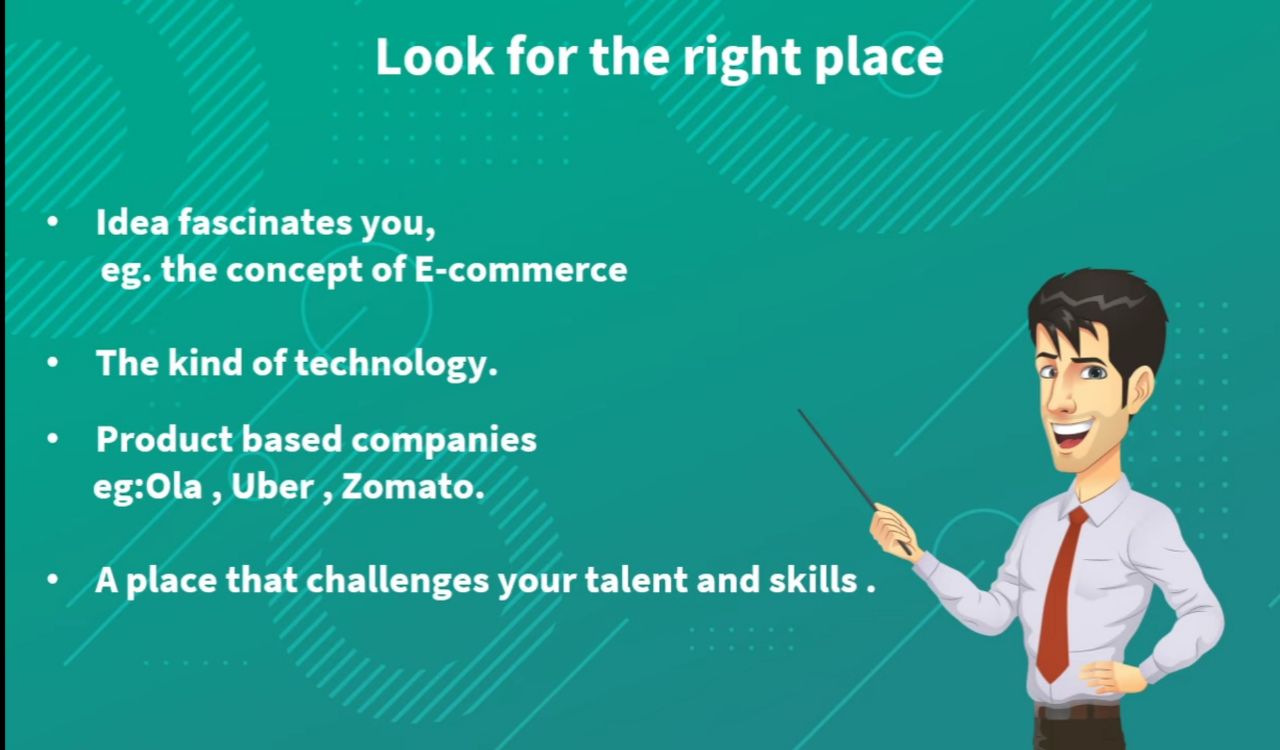 Look for the right place
• Idea fascinates you,
eg. the concept of E-commerce
• The kind of technology.
• Product based companies
eg:Ola , Uber , Zomato.
• A place that challenges your talent and skills .